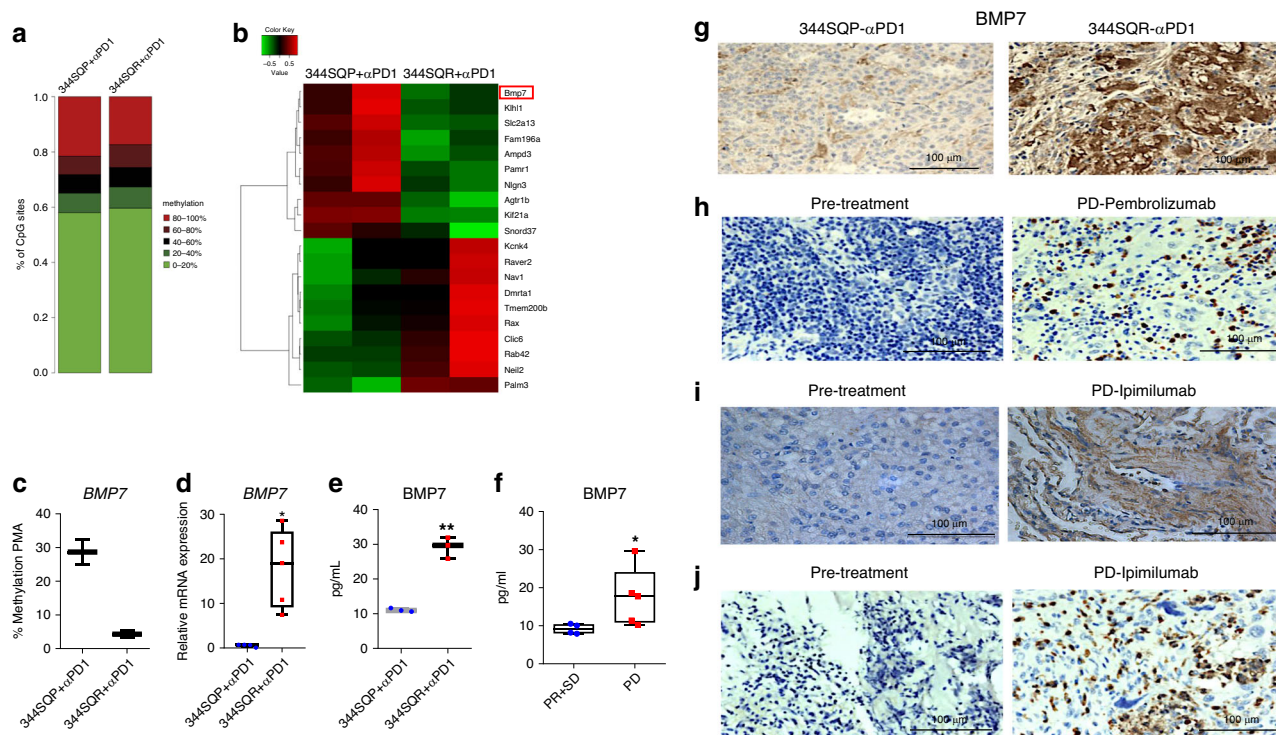 a
344SQP+αPD1
344SQR+αPD1
% of CpG sites
1.0
0.8
0.6
0.4
0.2
0.0
methylation
80–100%
60–80%
40–60%
20–40%
0–20%
b
Color Key
−0.5 0.5
Value
344SQP+αPD1 344SQR+αPD1
Bmp7
Klhl1
Slc2a13
Fam196a
Ampd3
Pamr1
Nlgn3
Agtr1b
Kif21a
Snord37
Kcnk4
Raver2
Nav1
Dmrta1
Tmem200b
Rax
Clic6
Rab42
Neil2
Palm3
c
BMP7
% Methylation PMA
40
30
20
10
0
344SQP+αPD1
344SQR+αPD1
d
BMP7
Relative mRNA expression
30
20
10
0
*
344SQP+αPD1
344SQR+αPD1
e
BMP7
pg/mL
40
30
20
10
0
**
344SQP+αPD1
344SQR+αPD1
f
BMP7
pg/ml
40
30
20
10
0
*
PR+SD
PD
g
BMP7
344SQP-αPD1
344SQR-αPD1
100 μm
100 μm
h
Pre-treatment
PD-Pembrolizumab
100 μm
100 μm
i
Pre-treatment
PD-Ipimilumab
100 μm
100 μm
j
Pre-treatment
PD-Ipimilumab
100 μm
100 μm